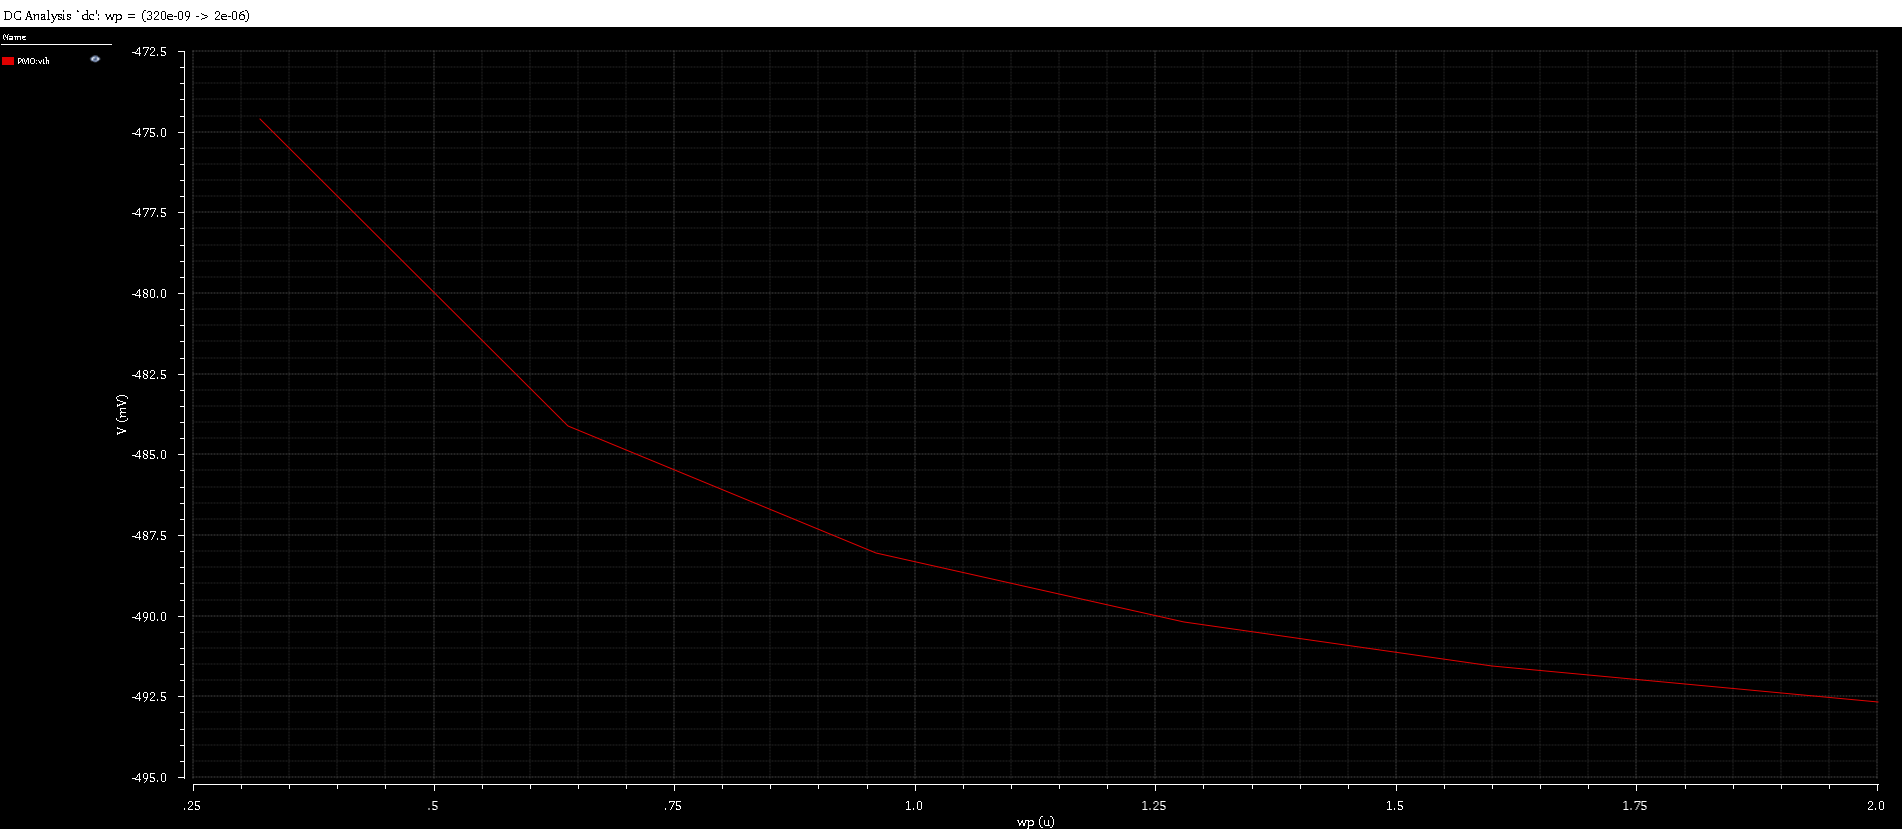 DC Analysis `dc': wp = (320e-09 -> 2e-06)
Name
PM0:vth
-472.5
-475.0
-477.5
-480.0
-482.5
-485.0
-487.5
-490.0
-492.5
-495.0
V (mV)
.25 .5 .75 1.0 1.25 1.5 1.75 2.0
wp (u)